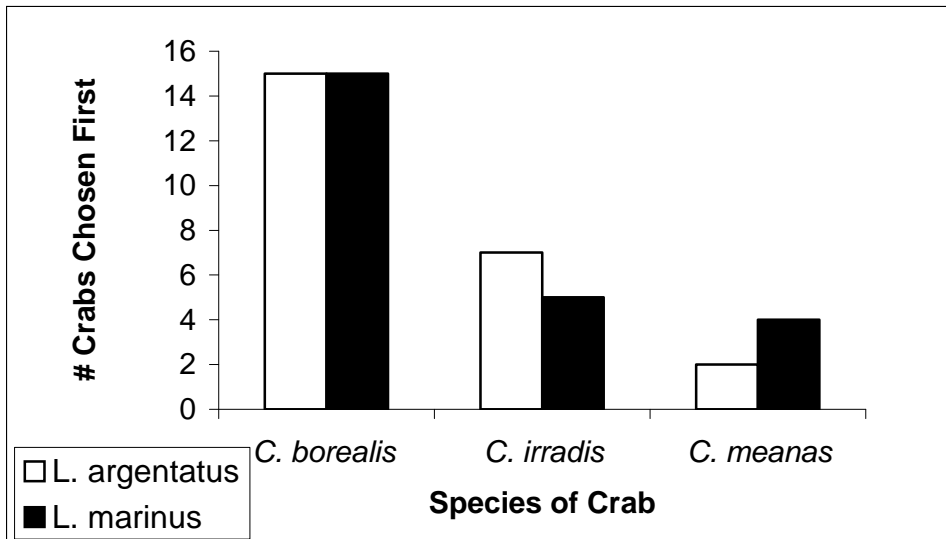 # Crabs Chosen First
16
14
12
10
8
6
4
2
0
C. borealis C. irradis C. meanas
Species of Crab
L. argentatus
L. marinus